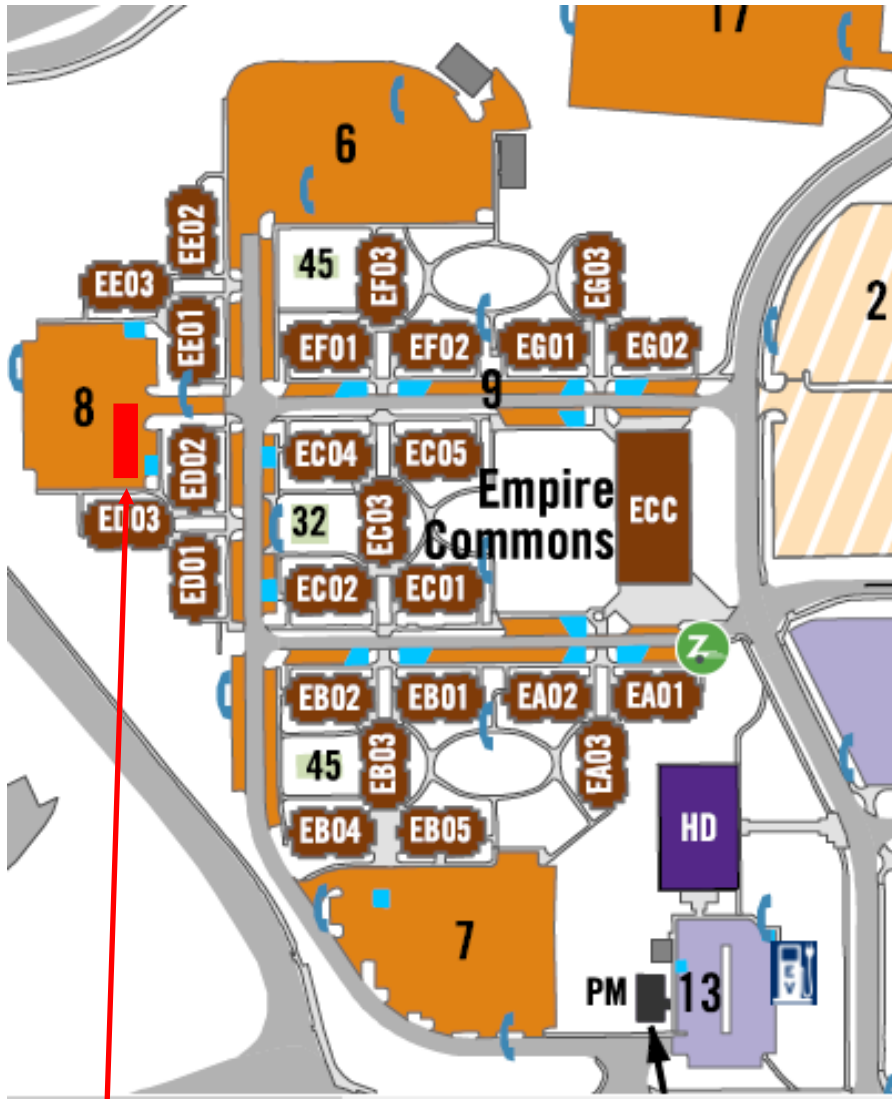 17
6
EE02
45
EF03
EG03
EE03
2
EE01
EF01
EF02
EG01
EG02
8
9
EC04
EC05
ED02
Empire
Commons
ECC
EC03
32
ED03
ED01
EC02
EC01
Z
EB02
EB01
EA02
EA01
EB03
45
EA03
EB04
EB05
HD
7
PM
13
EV